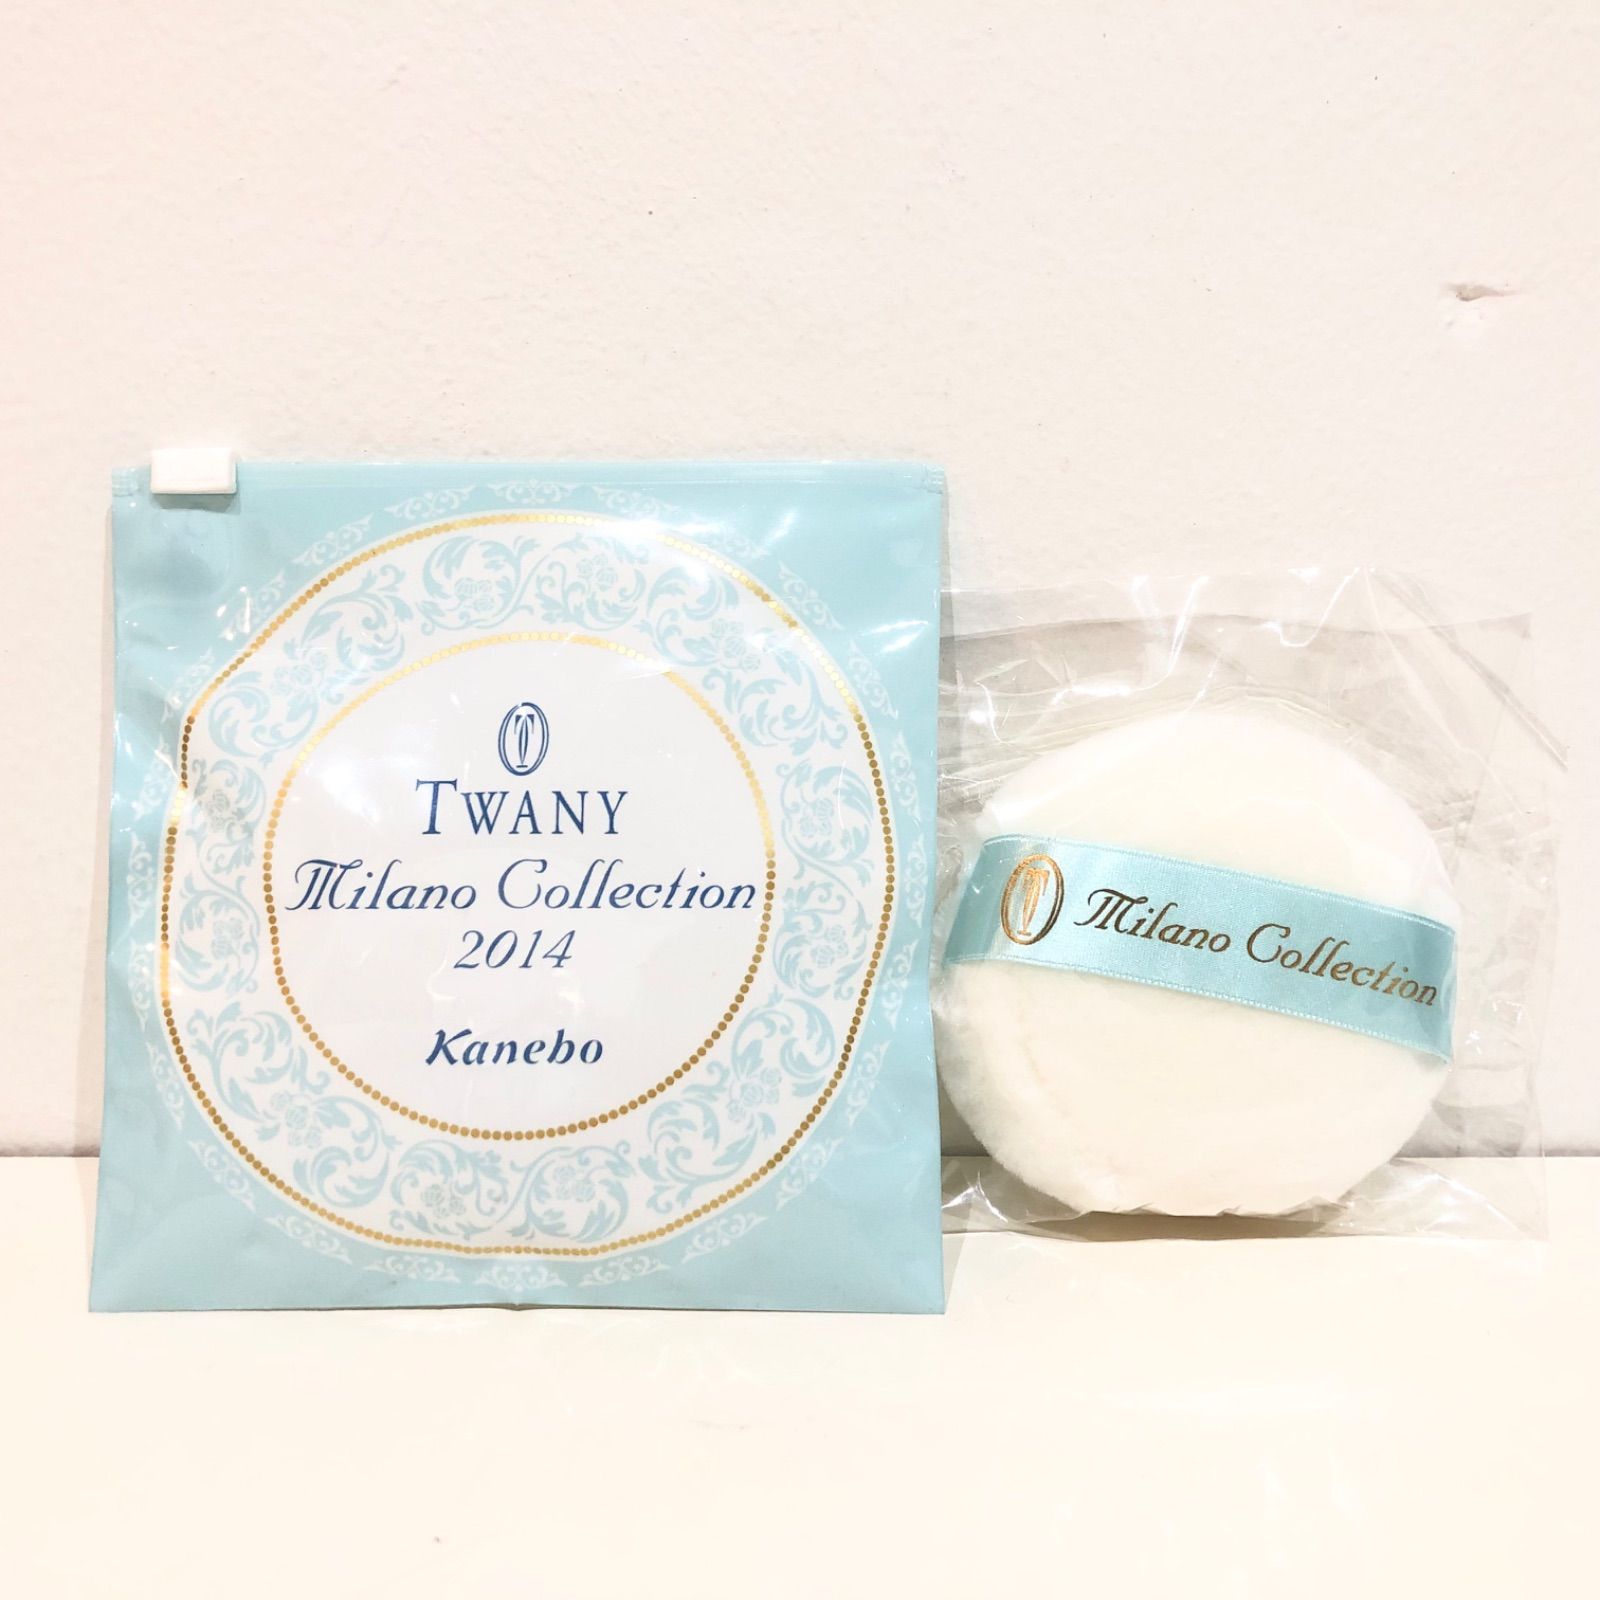 T
TWANY
Milano Collection
2014
Kanebo
T Milano Collection